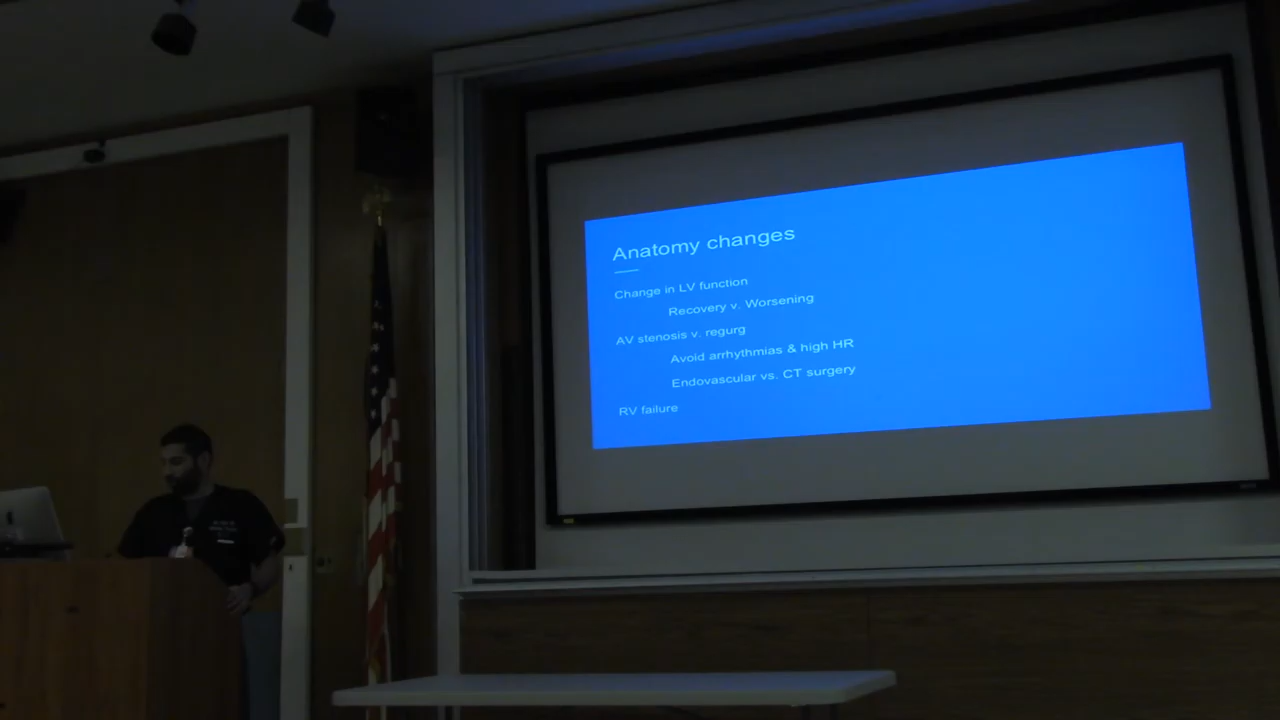 Anatomy changes
Change in LV function
Recovery v. Worsening
AV stenosis v. regurg
Avoid arrhythmias & high HR
Endovascular vs. CT surgery
RV failure